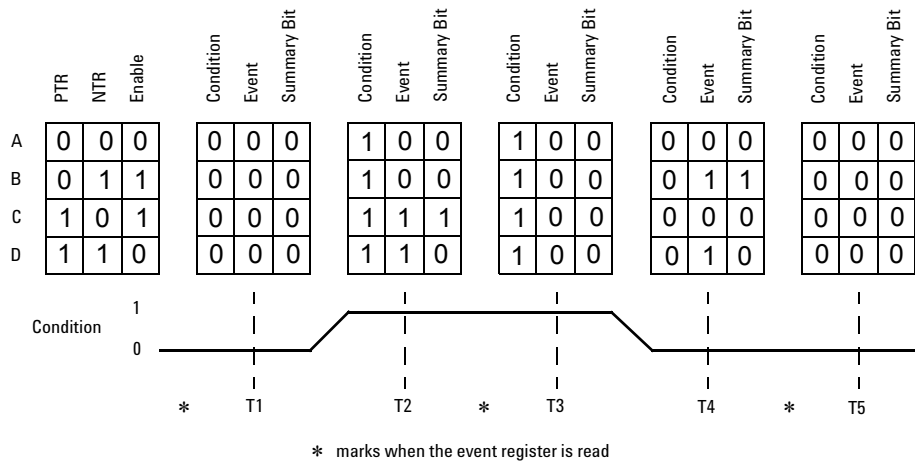 PTR NTR Enable Condition Event Summary Bit Condition Event Summary Bit Condition Event Summary Bit Condition Event Summary Bit Condition Event Summary Bit
A 0 0 0 0 0 0 1 0 0 1 0 0 0 0 0 0 0 0
B 0 1 1 0 0 0 1 0 0 1 0 0 0 1 1 0 0 0
C 1 0 1 0 0 0 1 1 1 1 0 0 0 0 0 0 0 0
D 1 1 0 0 0 0 1 1 0 1 0 0 0 1 0 0 0 0
1
Condition
0
* T1 T2 * T3 T4 * T5
* marks when the event register is read